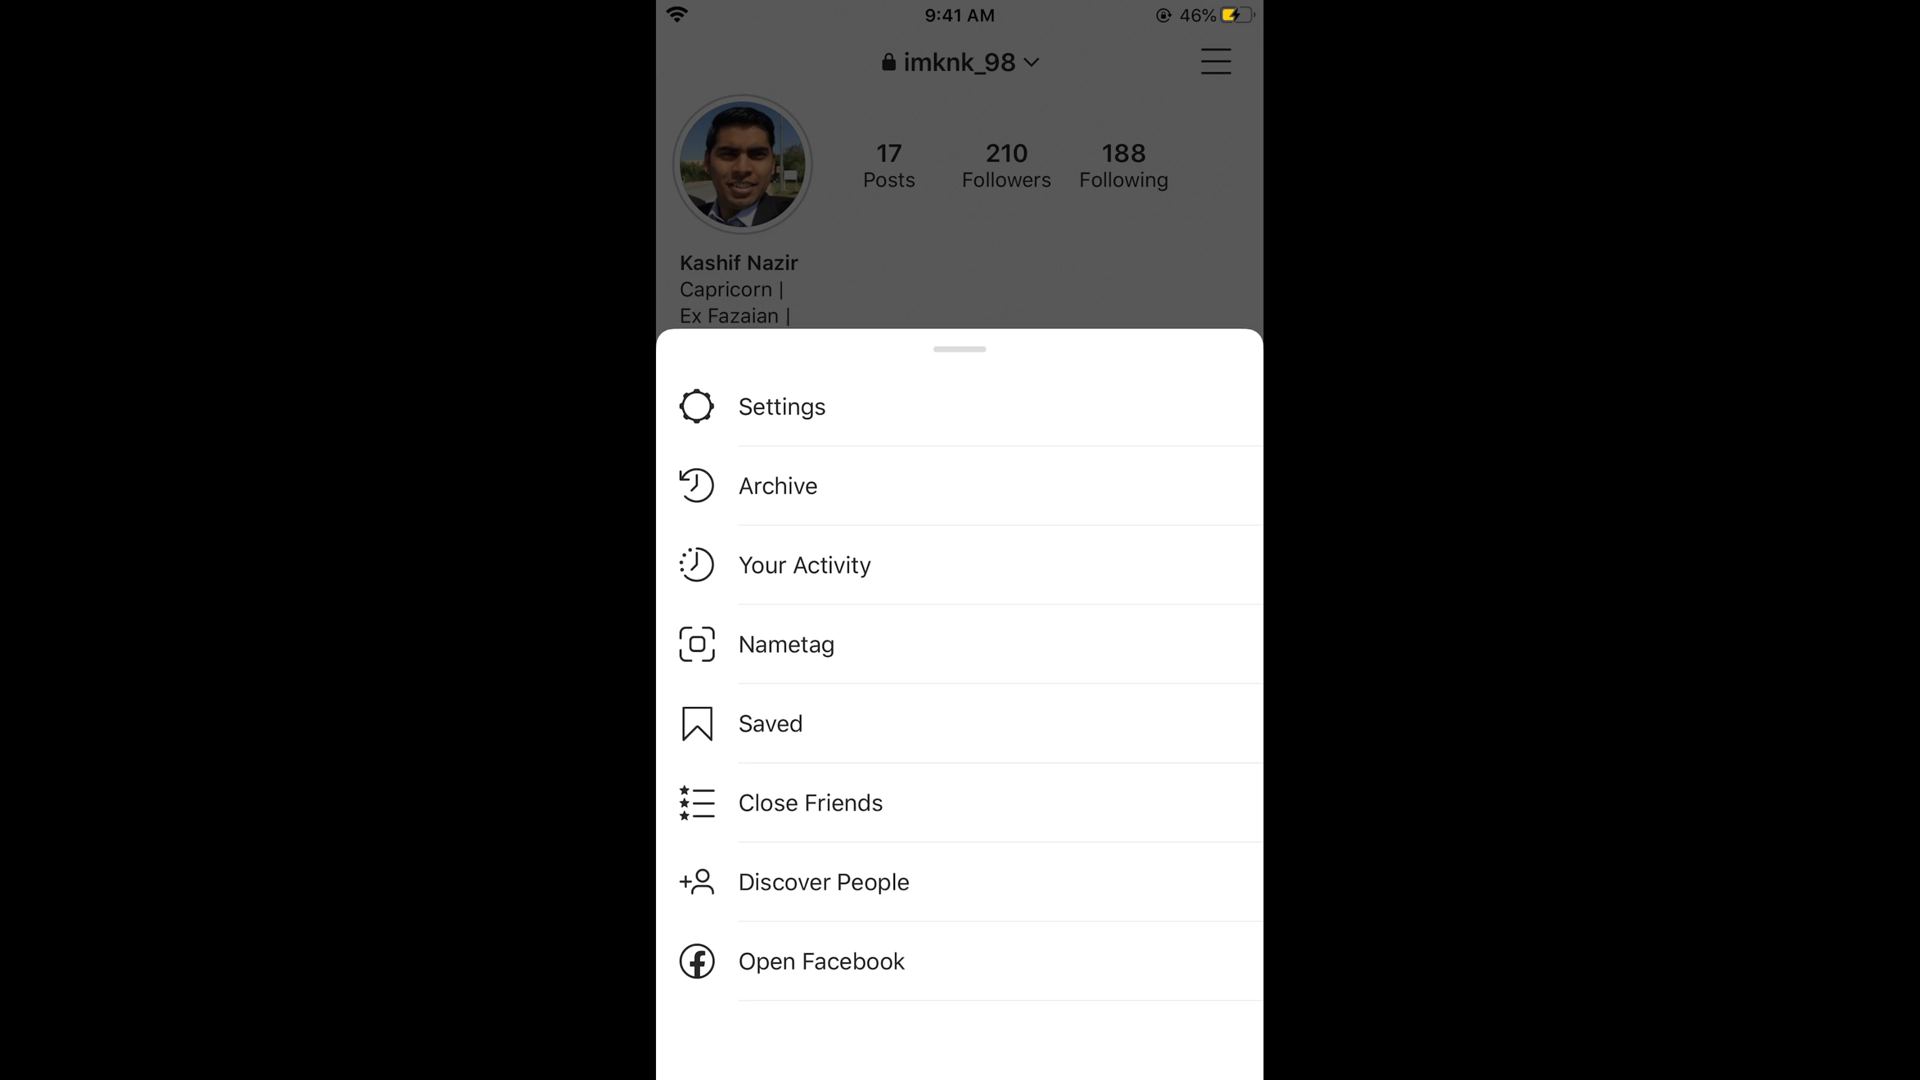 9:41 AM
46%
imknk_98
17
210
188
Posts
Followers
Following
Kashif Nazir
Capricorn |
Ex Fazaian |
Settings
Archive
Your Activity
Nametag
Saved
Close Friends
Discover People
Open Facebook